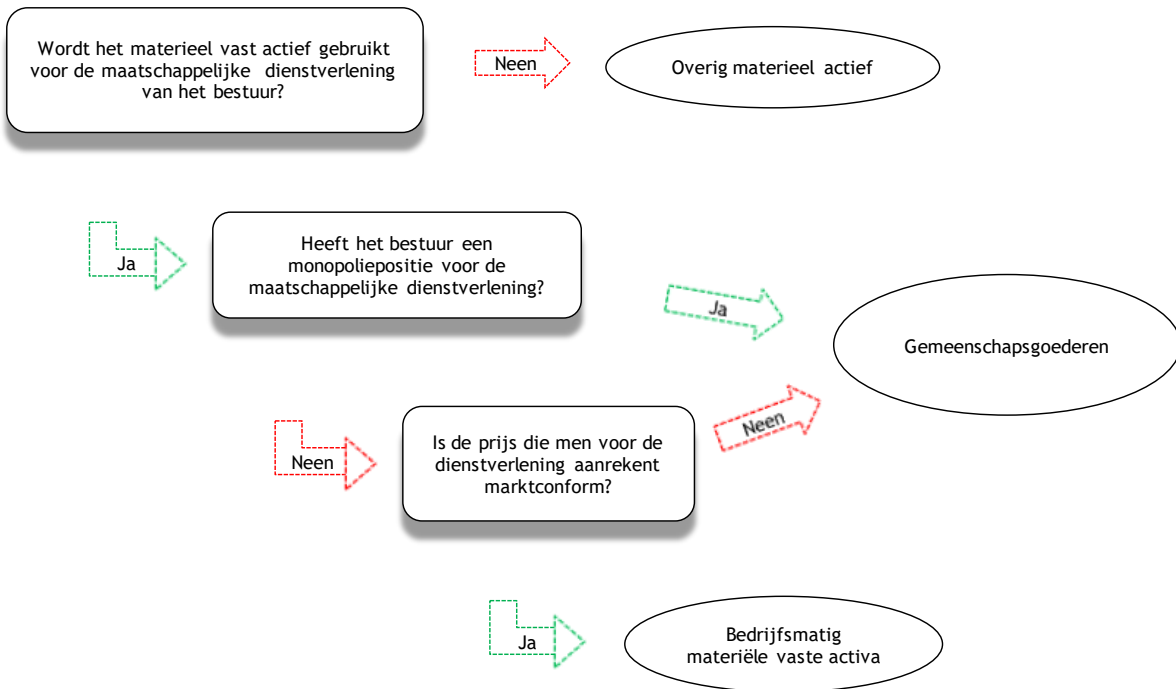 Wordt het materieel vast actief gebruikt
voor de maatschappelijke dienstverlening
van het bestuur?
Neen
Overig materieel actief
Ja
Heeft het bestuur een
monopoliepositie voor de
maatschappelijke dienstverlening?
Ja
Gemeenschapsgoederen
Neen
Is de prijs die men voor de
dienstverlening aanrekent
marktconform?
Neen
Ja
Bedrijfsmatig
materiële vaste activa